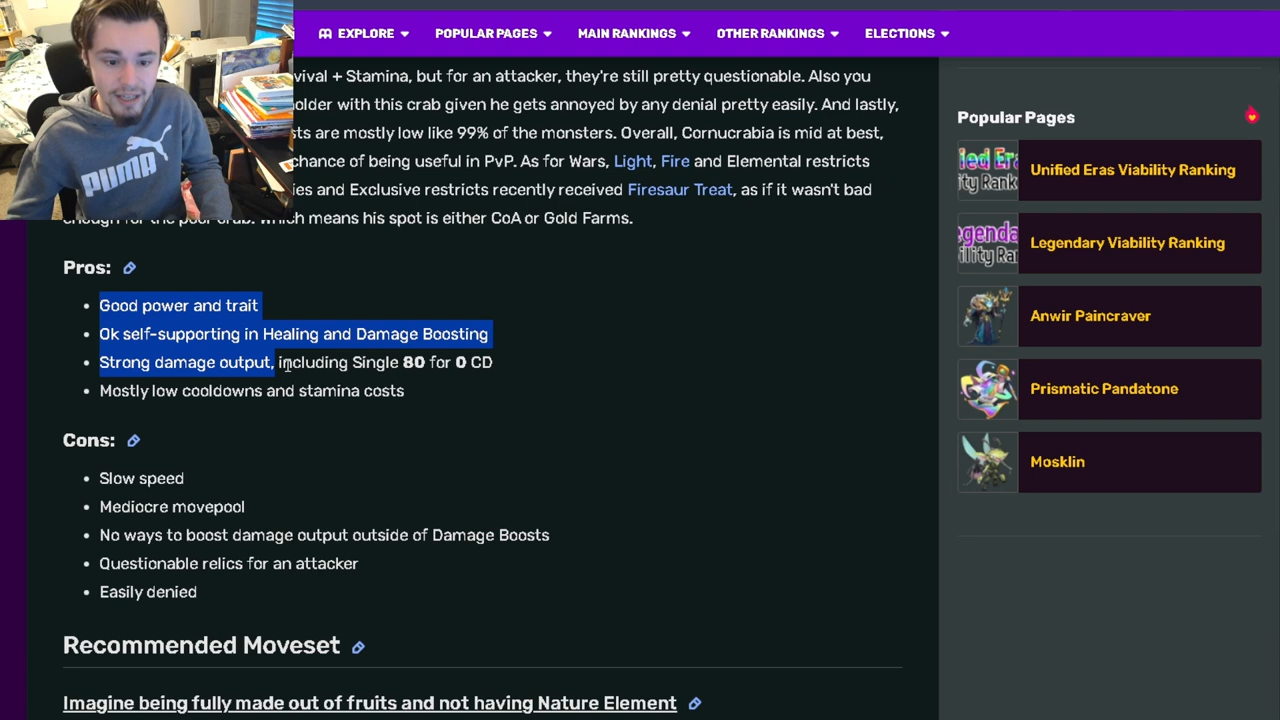 EXPLORE
POPULAR PAGES
MAIN RANKINGS
OTHER RANKINGS
ELECTIONS
vival + Stamina, but for an attacker, they're still pretty questionable. Also you
older with this crab given he gets annoyed by any denial pretty easily. And lastly,
ts are mostly low like 99% of the monsters. Overall, Cornucrabia is mid at best,
chance of being useful in PvP. As for Wars, Light, Fire and Elemental restricts
ies and Exclusive restricts recently received Firesaur Treat, as if it wasn't bad
enough for the poor crab. Which means his spot is either CoA or Gold Farms.
Pros:
• Good power and trait
• Ok self-supporting in Healing and Damage Boosting
• Strong damage output, including Single 80 for 0 CD
• Mostly low cooldowns and stamina costs
Cons:
• Slow speed
• Mediocre movepool
• No ways to boost damage output outside of Damage Boosts
• Questionable relics for an attacker
• Easily denied
Recommended Moveset
Imagine being fully made out of fruits and not having Nature Element
Popular Pages
Unified Eras Viability Ranking
Legendary Viability Ranking
Anwir Paincraver
Prismatic Pandatone
Mosklin
PUMA